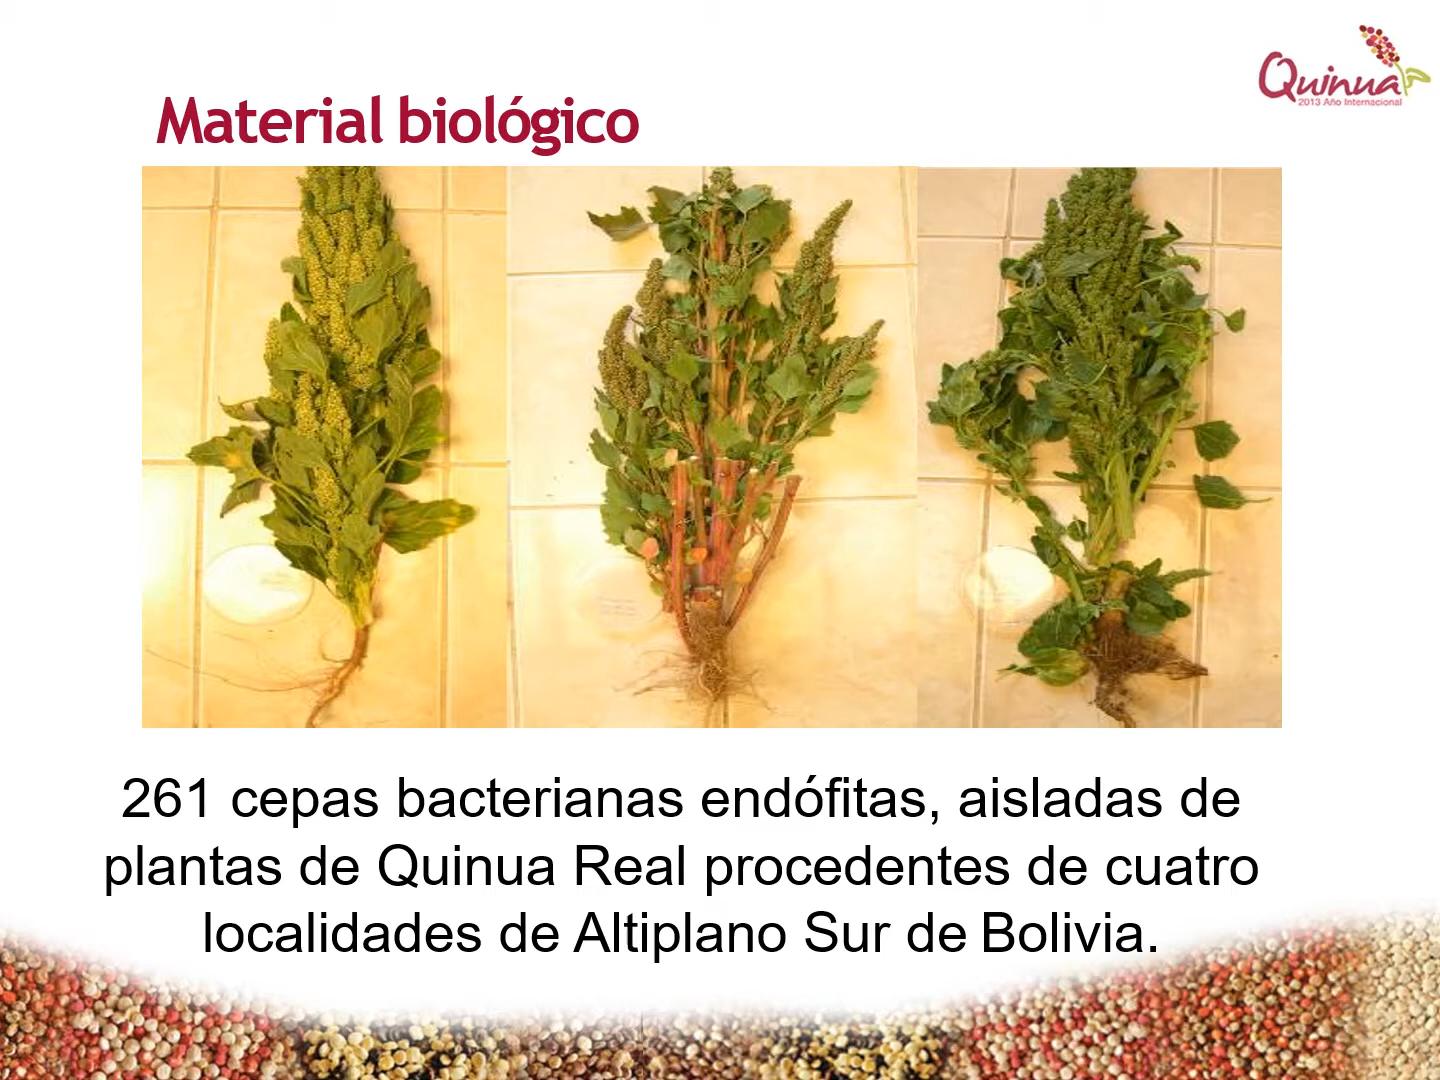 Quinua
2013 Año Internacional
Material biológico
261 cepas bacterianas endófitas, aisladas de
plantas de Quinua Real procedentes de cuatro
localidades de Altiplano Sur de Bolivia.